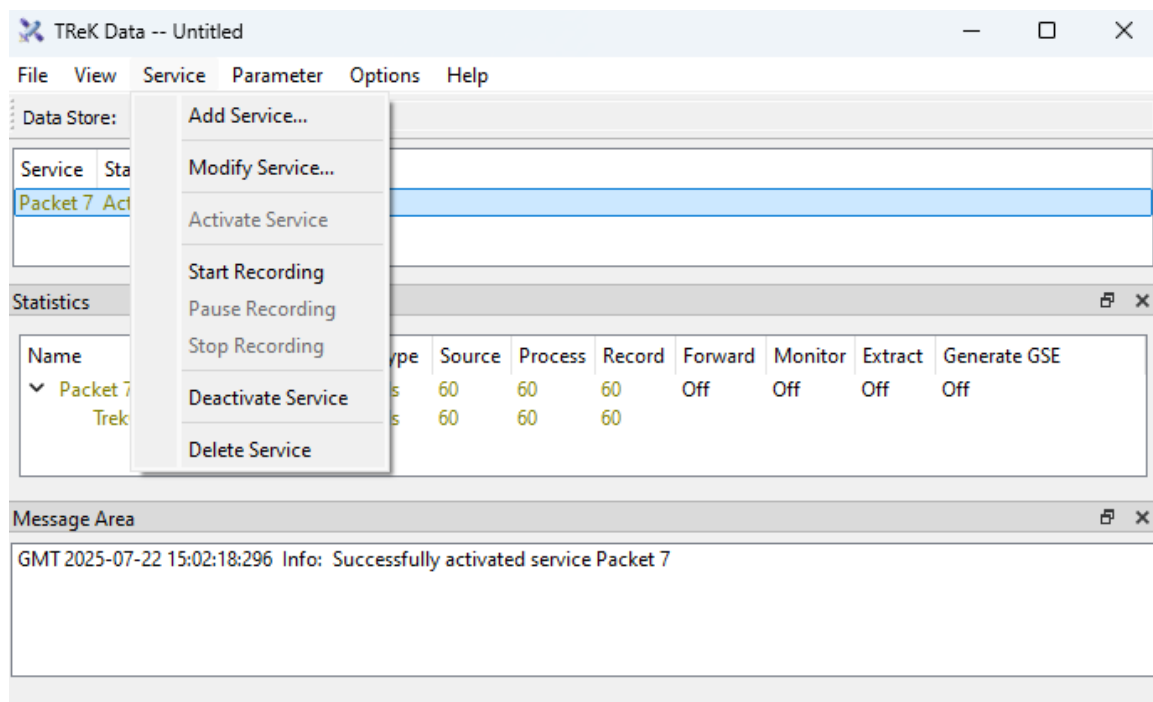 TReK Data -- Untitled
File View Service Parameter Options Help
Data Store:
Add Service...
Modify Service...
Activate Service
Start Recording
Pause Recording
Stop Recording
Deactivate Service
Delete Service
Service Sta
Packet 7 Act
Statistics
Name ype Source Process Record Forward Monitor Extract Generate GSE
Packet 7 s 60 60 60 Off Off Off Off
Trek s 60 60 60
Message Area
GMT 2025-07-22 15:02:18:296 Info: Successfully activated service Packet 7